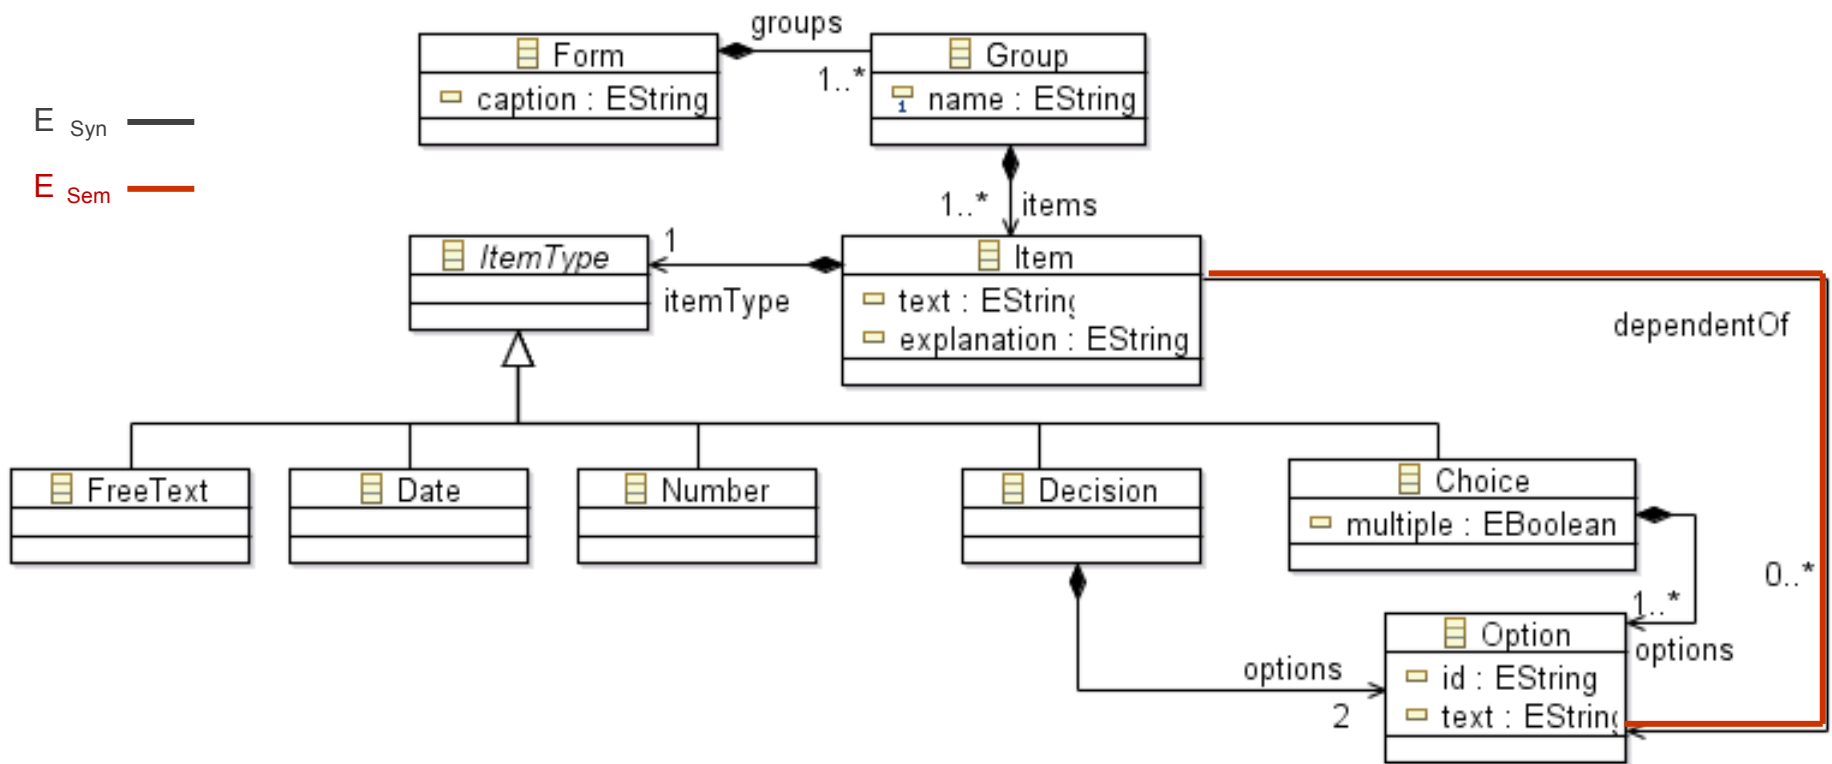 groups
Form
Group
1..*
caption : EString
1 name : EString
E Syn
E Sem
1..* items
ItemType
1
Item
itemType
text : EString
explanation : EString
dependentOf
FreeText
Date
Number
Decision
Choice
multiple : EBoolean
0..*
1..*
Option
options
options
id : EString
2
text : EString